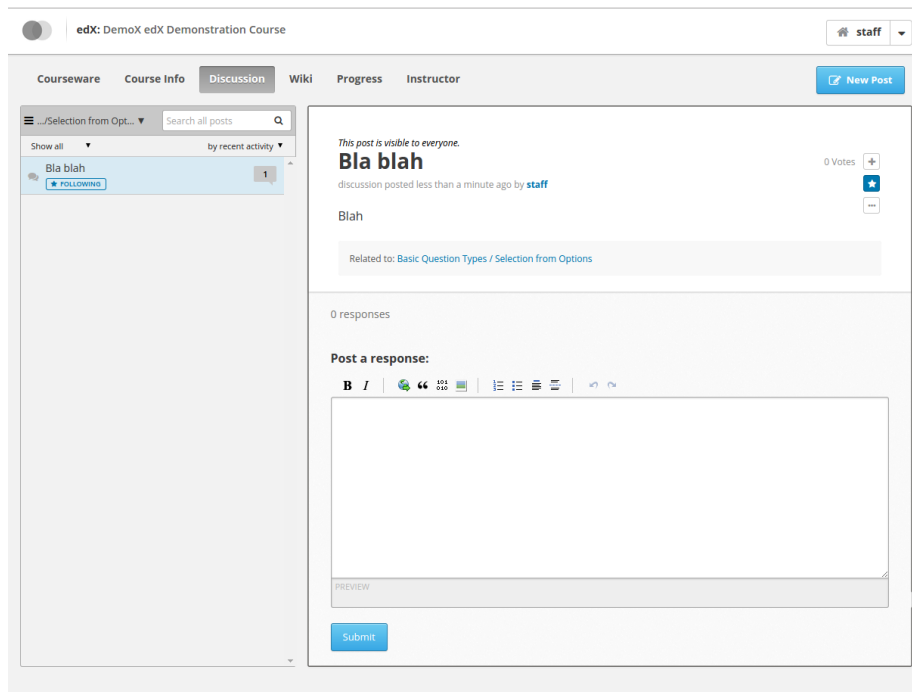 edX: DemoX edX Demonstration Course
staff
Courseware Course Info Discussion Wiki Progress Instructor
New Post
.../Selection from Opt... ▼ Search all posts
Show all ▼ by recent activity ▼
Bla blah
FOLLOWING
1
This post is visible to everyone.
Bla blah
0 Votes
discussion posted less than a minute ago by staff
Blah
Related to: Basic Question Types / Selection from Options
0 responses
Post a response:
B I
101
010
PREVIEW
Submit